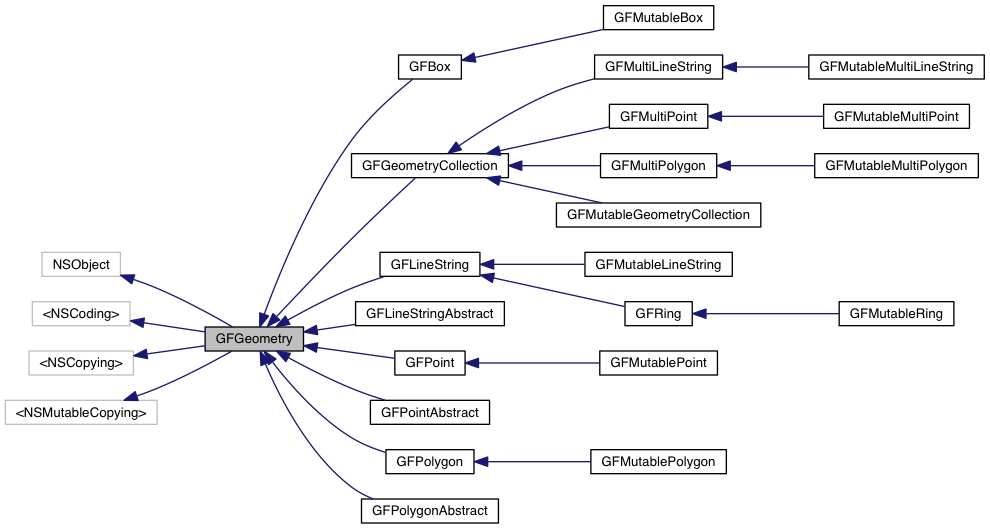 GFMutableBox
GFBox
GFMultiLineString
GFMutableMultiLineString
GFMultiPoint
GFMutableMultiPoint
GFGeometryCollection
GFMultiPolygon
GFMutableMultiPolygon
GFMutableGeometryCollection
NSObject
GFLineString
GFMutableLineString
<NSCoding>
GFLineStringAbstract
GFRing
GFMutableRing
GFGeometry
<NSCopying>
GFPoint
GFMutablePoint
<NSMutableCopying>
GFPointAbstract
GFPolygon
GFMutablePolygon
GFPolygonAbstract